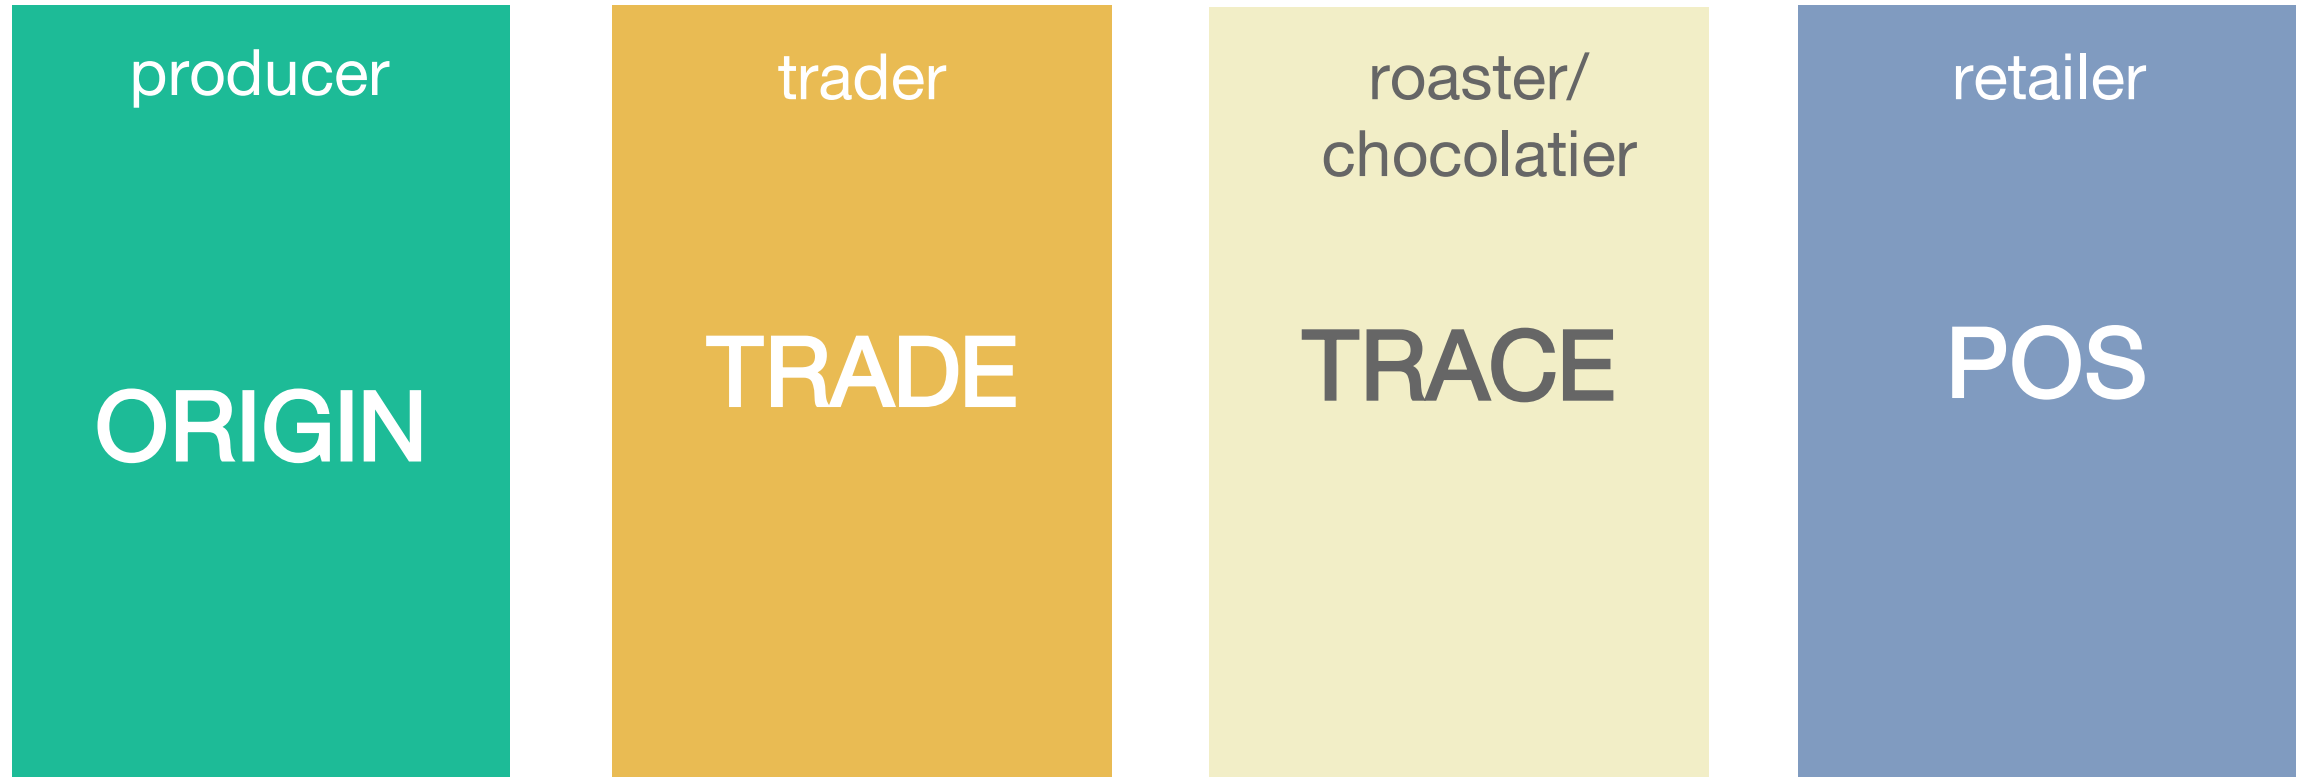 producer
ORIGIN
trader
TRADE
roaster/
chocolatier
TRACE
retailer
POS